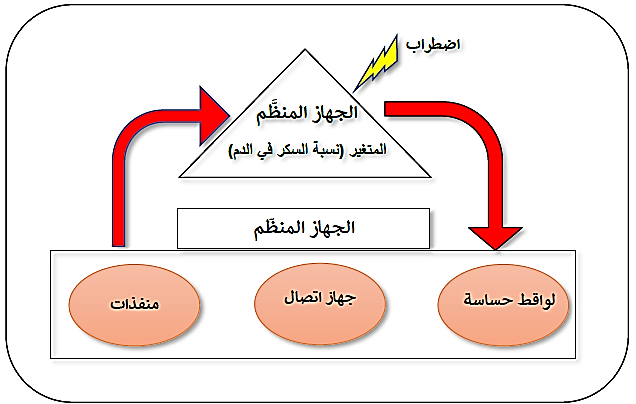 اضطراب
الجهاز المنظَّم
المتغير (نسبة السكر في الدم)
الجهاز المنظّم
لواقط حساسة
جهاز اتصال
منفذات